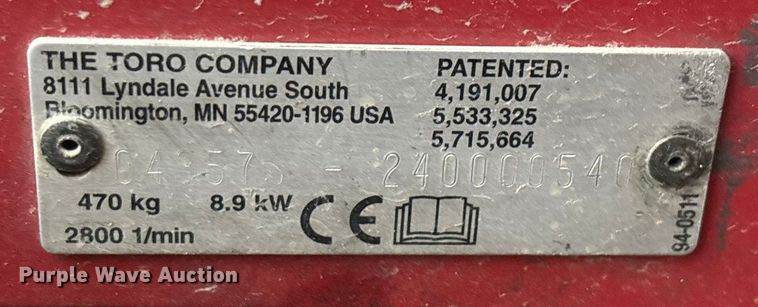 THE TORO COMPANY
8111 Lyndale Avenue South
Bloomington, MN 55420-1196 USA
PATENTED:
4,191,007
5,533,325
5,715,664
470 kg 8.9 kW CE
2800 1/min
94-0511
Purple Wave Auction